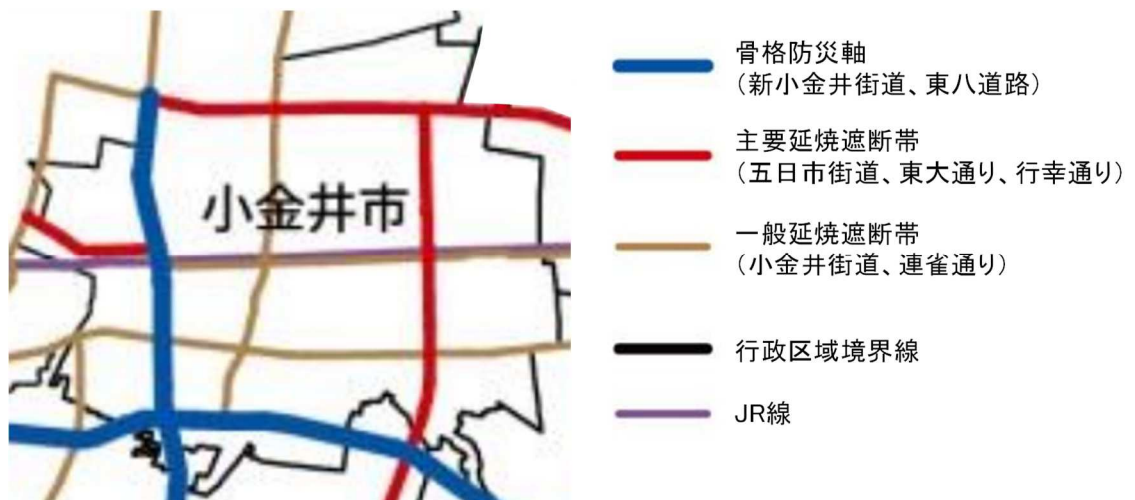 小金井市
骨格防災軸
(新小金井街道、東八道路)
主要延焼遮断帯
(五日市街道、東大通り、行幸通り)
一般延焼遮断帯
(小金井街道、連雀通り)
行政区域境界線
JR線